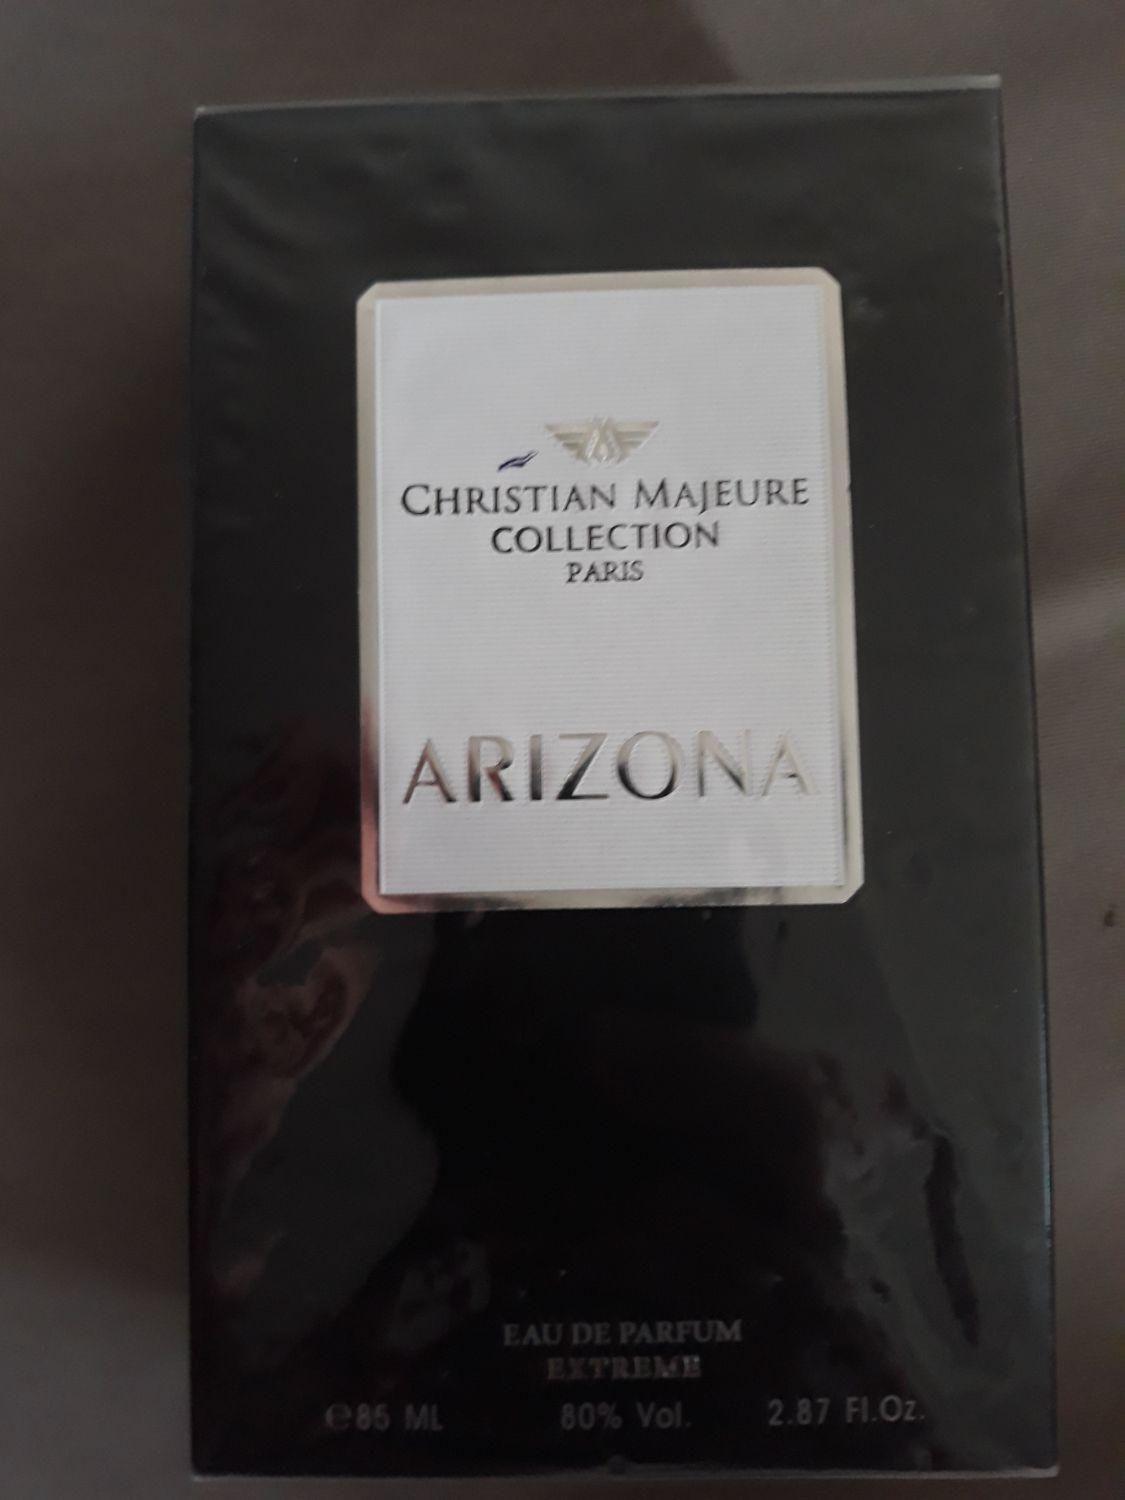 CHRISTIAN MAJEURE
COLLECTION
PARIS
ARIZONA
EAU DE PARFUM
EXTREME
℮85 ML 80% Vol. 2.87 Fl.Oz.